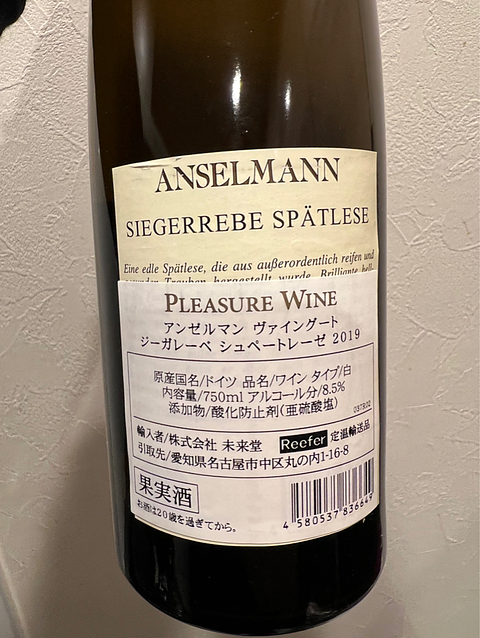 ANSELMANN
SIEGERREBE SPÄTLESE
Eine edle Spätlese, die aus außerordentlich reifen und
Trauben hergestellt wurde. Brillante hell-
PLEASURE WINE
アンゼルマン ヴァイングート
ジーガレーベ シュペートレーゼ 2019
原産国名/ドイツ 品名/ワイン タイプ/白
内容量/750ml アルコール分/8.5%
添加物/酸化防止剤(亜硫酸塩)
輸入者/株式会社 未来堂 Reefer 定温輸送品
引取先/愛知県名古屋市中区丸の内1-16-8
果実酒
お酒は20歳を過ぎてから。
4 580537 836649